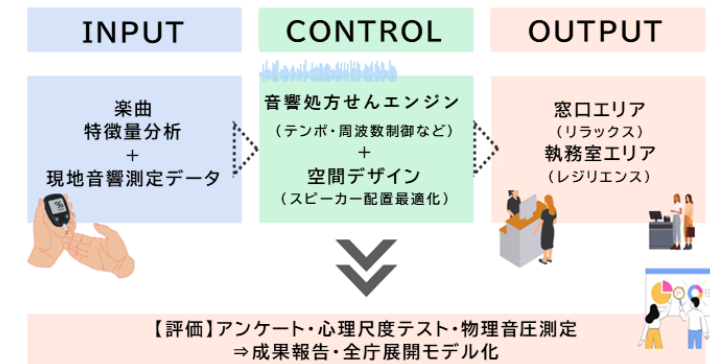 INPUT
CONTROL
OUTPUT
楽曲
特徴量分析
+
現地音響測定データ
音響処方せんエンジン
（テンポ・周波数制御など）
+
空間デザイン
（スピーカー配置最適化）
窓口エリア
（リラックス）
執務室エリア
（レジリエンス）
【評価】アンケート・心理尺度テスト・物理音圧測定
⇒成果報告・全庁展開モデル化